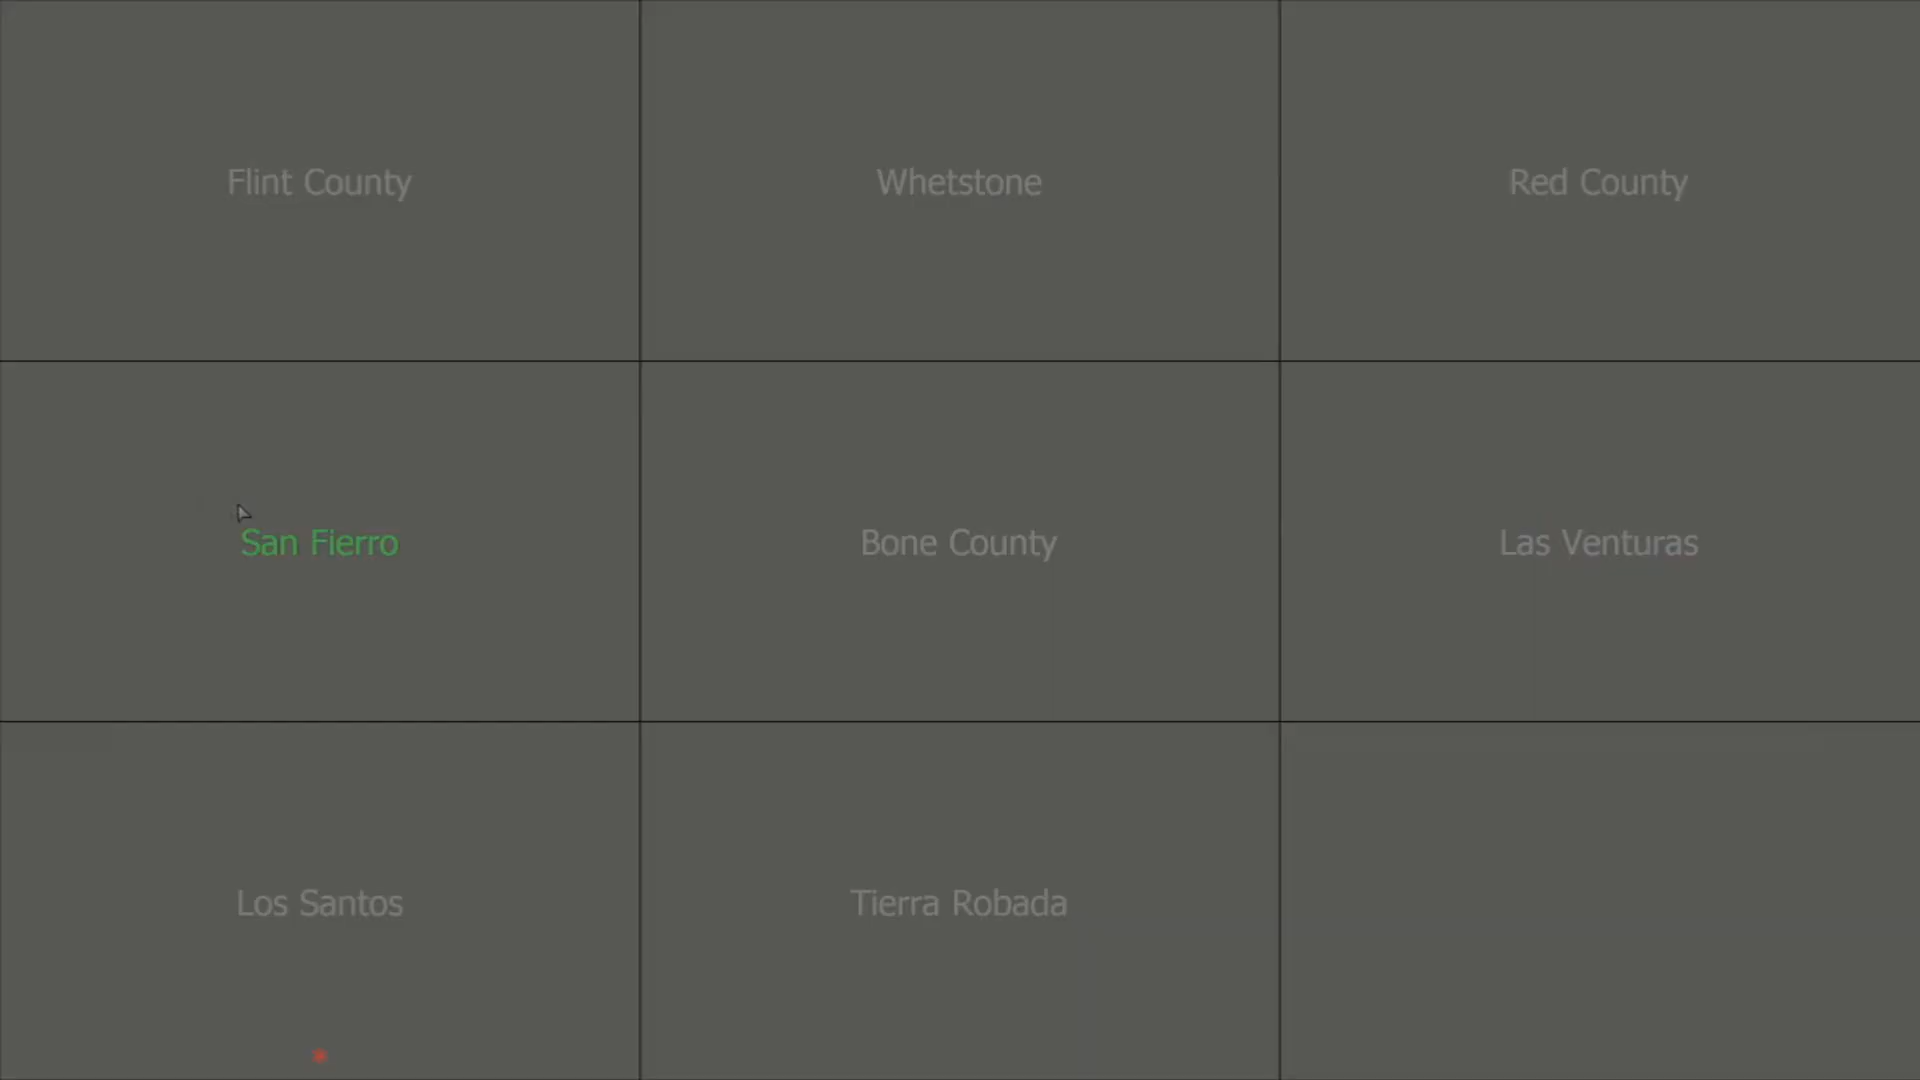 Flint County
Whetstone
Red County
San Fierro
Bone County
Las Venturas
Los Santos
Tierra Robada